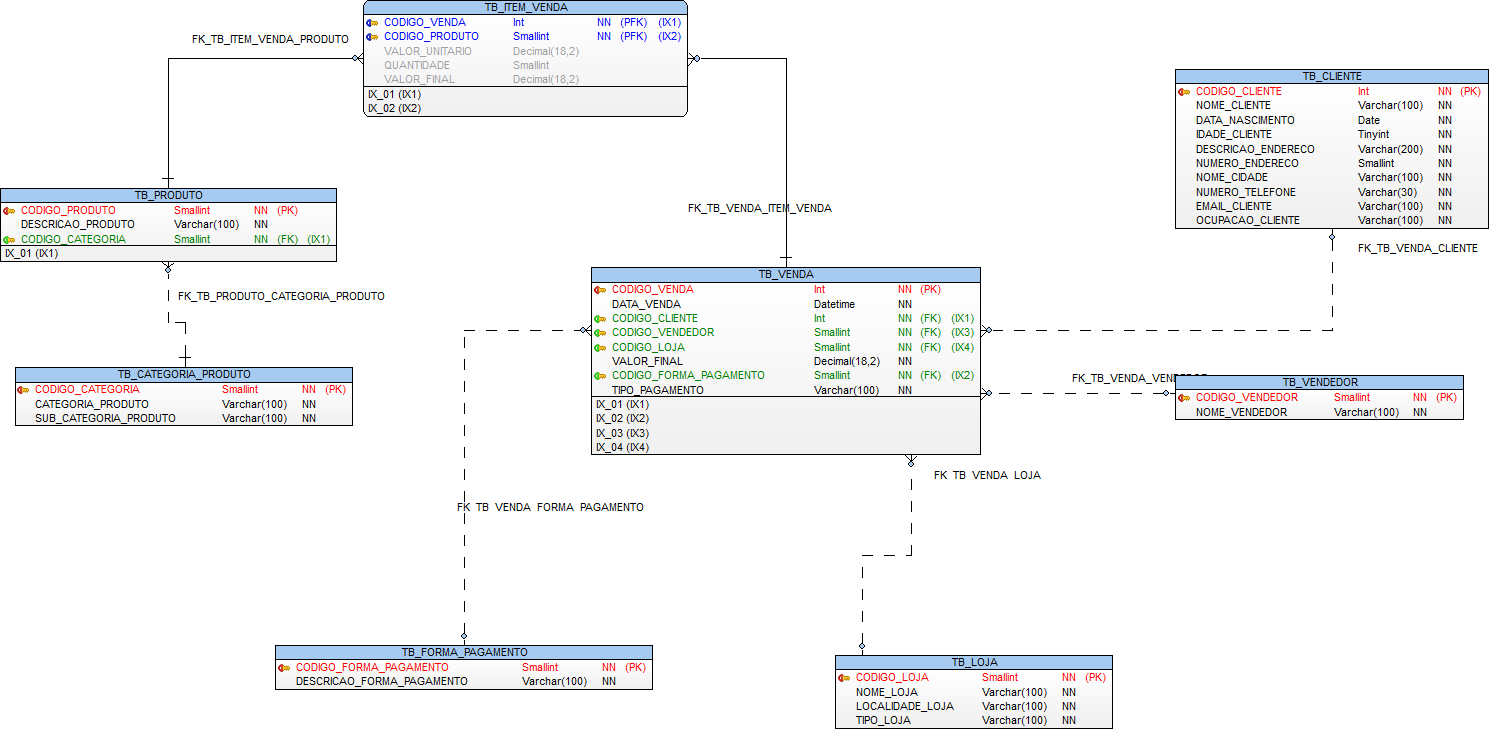 TB_ITEM_VENDA
CODIGO_VENDA Int NN (PFK) (IX1)
CODIGO_PRODUTO Smallint NN (PFK) (IX2)
VALOR_UNITARIO Decimal(18,2)
QUANTIDADE Smallint
VALOR_FINAL Decimal(18,2)
IX_01 (IX1)
IX_02 (IX2)
FK_TB_ITEM_VENDA_PRODUTO
TB_CLIENTE
CODIGO_CLIENTE Int NN (PK)
NOME_CLIENTE Varchar(100) NN
DATA_NASCIMENTO Date NN
IDADE_CLIENTE Tinyint NN
DESCRICAO_ENDERECO Varchar(200) NN
NUMERO_ENDERECO Smallint NN
NOME_CIDADE Varchar(100) NN
NUMERO_TELEFONE Varchar(30) NN
EMAIL_CLIENTE Varchar(100) NN
OCUPACAO_CLIENTE Varchar(100) NN
TB_PRODUTO
CODIGO_PRODUTO Smallint NN (PK)
DESCRICAO_PRODUTO Varchar(100) NN
CODIGO_CATEGORIA Smallint NN (FK) (IX1)
IX_01 (IX1)
FK_TB_VENDA_ITEM_VENDA
FK_TB_VENDA_CLIENTE
FK_TB_PRODUTO_CATEGORIA_PRODUTO
TB_VENDA
CODIGO_VENDA Int NN (PK)
DATA_VENDA Datetime NN
CODIGO_CLIENTE Int NN (FK) (IX1)
CODIGO_VENDEDOR Smallint NN (FK) (IX3)
CODIGO_LOJA Smallint NN (FK) (IX4)
VALOR_FINAL Decimal(18,2) NN
CODIGO_FORMA_PAGAMENTO Smallint NN (FK) (IX2)
TIPO_PAGAMENTO Varchar(100) NN
IX_01 (IX1)
IX_02 (IX2)
IX_03 (IX3)
IX_04 (IX4)
TB_CATEGORIA_PRODUTO
CODIGO_CATEGORIA Smallint NN (PK)
CATEGORIA_PRODUTO Varchar(100) NN
SUB_CATEGORIA_PRODUTO Varchar(100) NN
FK_TB_VENDA_VENDEDOR
TB_VENDEDOR
CODIGO_VENDEDOR Smallint NN (PK)
NOME_VENDEDOR Varchar(100) NN
FK_TB_VENDA_LOJA
FK_TB_VENDA_FORMA_PAGAMENTO
TB_FORMA_PAGAMENTO
CODIGO_FORMA_PAGAMENTO Smallint NN (PK)
DESCRICAO_FORMA_PAGAMENTO Varchar(100) NN
TB_LOJA
CODIGO_LOJA Smallint NN (PK)
NOME_LOJA Varchar(100) NN
LOCALIDADE_LOJA Varchar(100) NN
TIPO_LOJA Varchar(100) NN